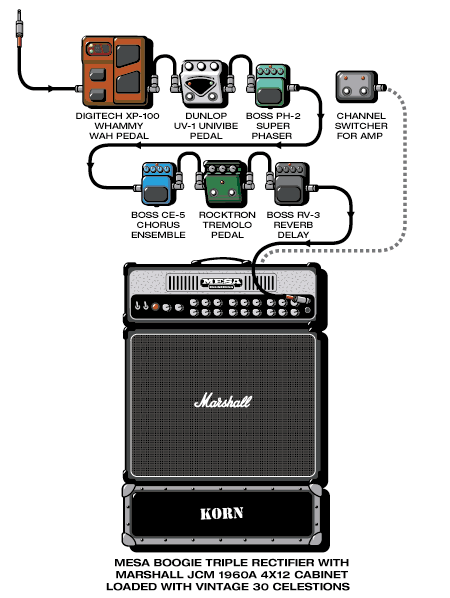 DIGITECH XP-100
WHAMMY
WAH PEDAL
DUNLOP
UV-1 UNIVIBE
PEDAL
BOSS PH-2
SUPER
PHASER
CHANNEL
SWITCHER
FOR AMP
BOSS CE-5
CHORUS
ENSEMBLE
ROCKTRON
TREMOLO
PEDAL
BOSS RV-3
REVERB
DELAY
MESA
Marshall
KORN
MESA BOOGIE TRIPLE RECTIFIER WITH
MARSHALL JCM 1960A 4X12 CABINET
LOADED WITH VINTAGE 30 CELESTIONS